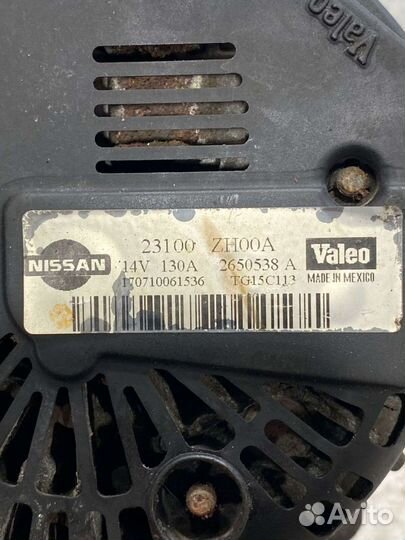 Valeo
23100 ZH00A
NISSAN
14V 130A 2650538 A
Valeo
170710061536 TG15C113
MADE IN MEXICO
Avito